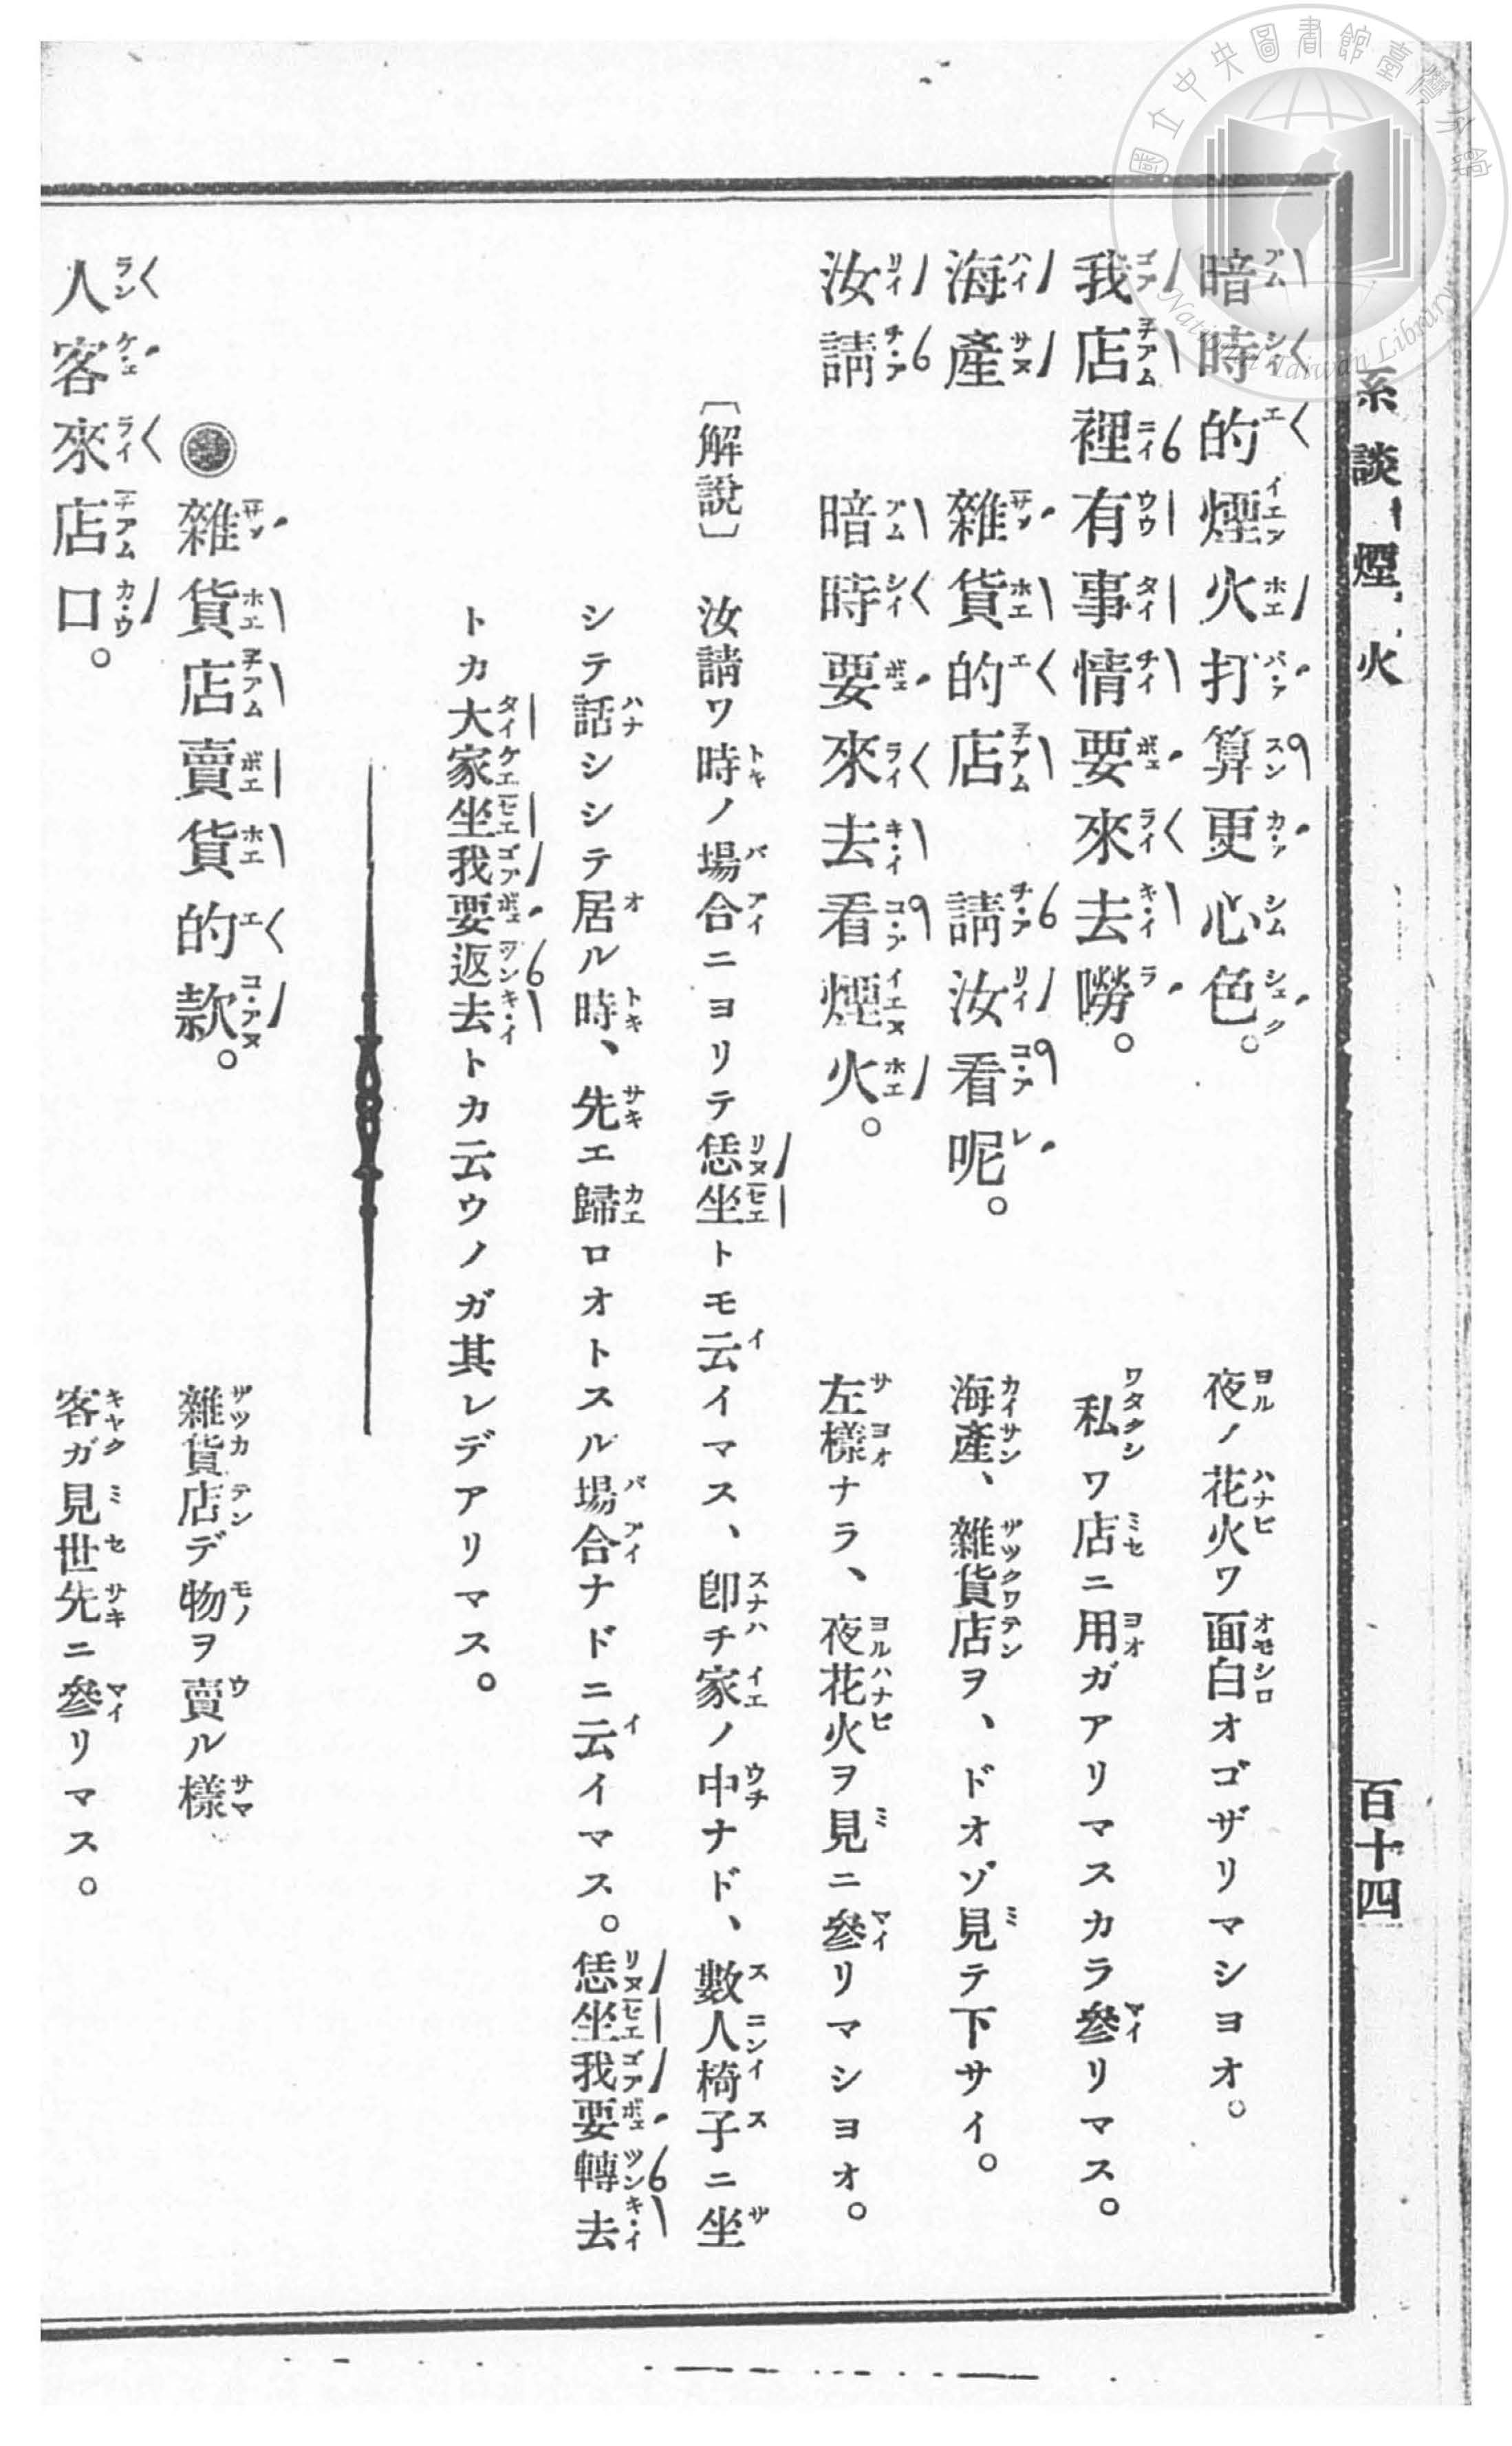 國立中央圖書館臺灣分館
National Taiwan Library
系談 煙火 百十四
暗時的煙火打算更心色。 夜ノ花火ワ面白オゴザリマシヨオ。
我店裡有事情要來去嘮。 私ワ店ニ用ガアリマスカラ參リマス。
海產 雜貨的店 請汝看呢。 海產、雜貨店ヲ、ドオゾ見テ下サイ。
汝請 暗時要來去看煙火。 左樣ナラ、夜花火ヲ見ニ參リマシヨオ。
〔解說〕 汝請ワ時ノ場合ニヨリテ恁坐トモ云イマス、卽チ家ノ中ナド、數人椅子ニ坐
シテ話シシテ居ル時、先エ歸ロオトスル場合ナドニ云イマス。恁坐我要轉去
トカ大家坐我要返去トカ云ウノガ其レデアリマス。
雜貨店賣貨的款。 雜貨店デ物ヲ賣ル樣
人客來店口。 客ガ見世先ニ參リマス。